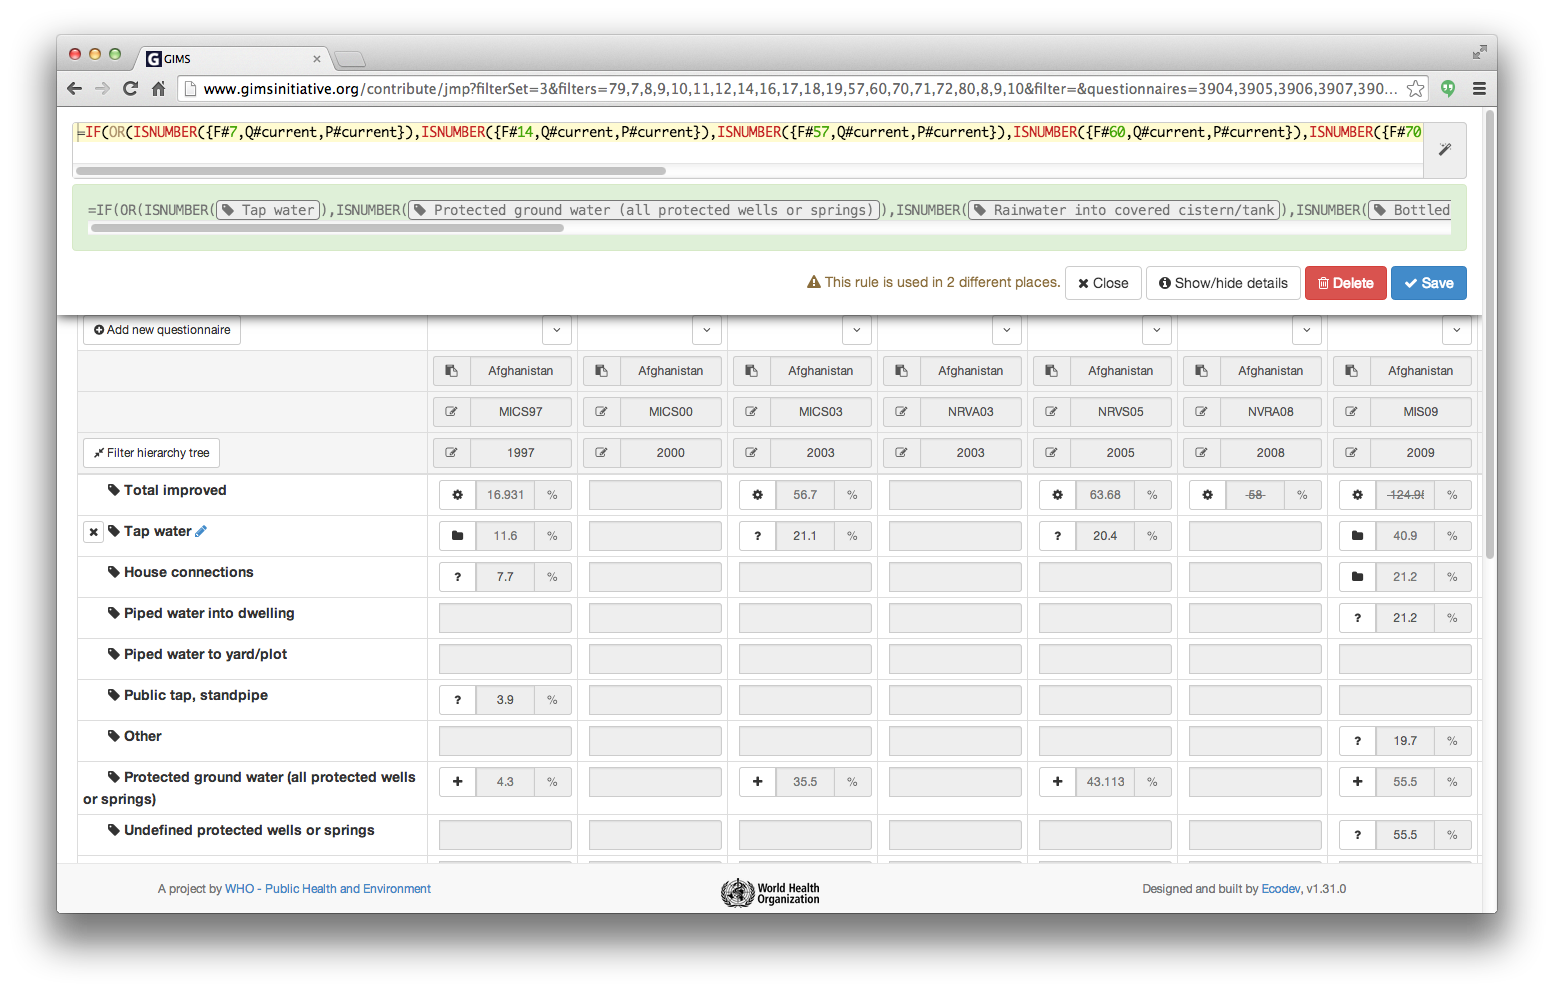 GIMS
www.gimsinitiative.org/contribute/jmp?filterSet=3&filters=79,7,8,9,10,11,12,14,16,17,18,19,57,60,70,71,72,80,8,9,10&filter=&questionnaires=3904,3905,3906,3907,390...
=IF(OR(ISNUMBER({F#7,Q#current,P#current}),ISNUMBER({F#14,Q#current,P#current}),ISNUMBER({F#57,Q#current,P#current}),ISNUMBER({F#60,Q#current,P#current}),ISNUMBER({F#70
=IF(OR(ISNUMBER( Tap water ),ISNUMBER( Protected ground water (all protected wells or springs) ),ISNUMBER( Rainwater into covered cistern/tank ),ISNUMBER( Bottled
This rule is used in 2 different places. Close Show/hide details Delete Save
Add new questionnaire
Afghanistan Afghanistan Afghanistan Afghanistan Afghanistan Afghanistan Afghanistan
MICS97 MICS00 MICS03 NRVA03 NRVS05 NVRA08 MIS09
Filter hierarchy tree 1997 2000 2003 2003 2005 2008 2009
Total improved 16.931 % 56.7 % 63.68 % 58 % %
Tap water 11.6 % ? 21.1 % ? 20.4 % 40.9 %
House connections ? 7.7 % 21.2 %
Piped water into dwelling ? 21.2 %
Piped water to yard/plot
Public tap, standpipe ? 3.9 %
Other ? 19.7 %
Protected ground water (all protected wells
or springs) + 4.3 % + 35.5 % + 43.113 % + 55.5 %
Undefined protected wells or springs ? 55.5 %
A project by WHO - Public Health and Environment
World Health
Organization
Designed and built by Ecodev, v1.31.0